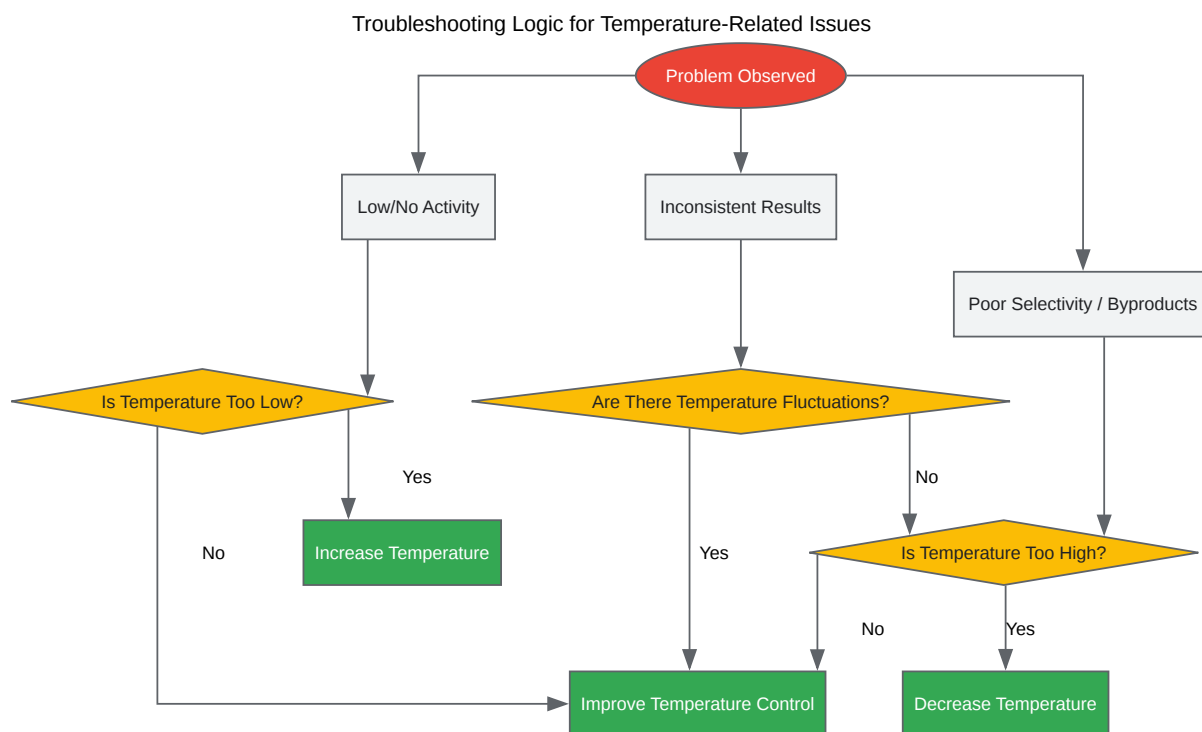 Troubleshooting Logic for Temperature-Related Issues
Problem Observed
Low/No Activity
Inconsistent Results
Poor Selectivity / Byproducts
Is Temperature Too Low?
Are There Temperature Fluctuations?
Yes
No
Increase Temperature
No
Yes
Is Temperature Too High?
No
Yes
Improve Temperature Control
Decrease Temperature